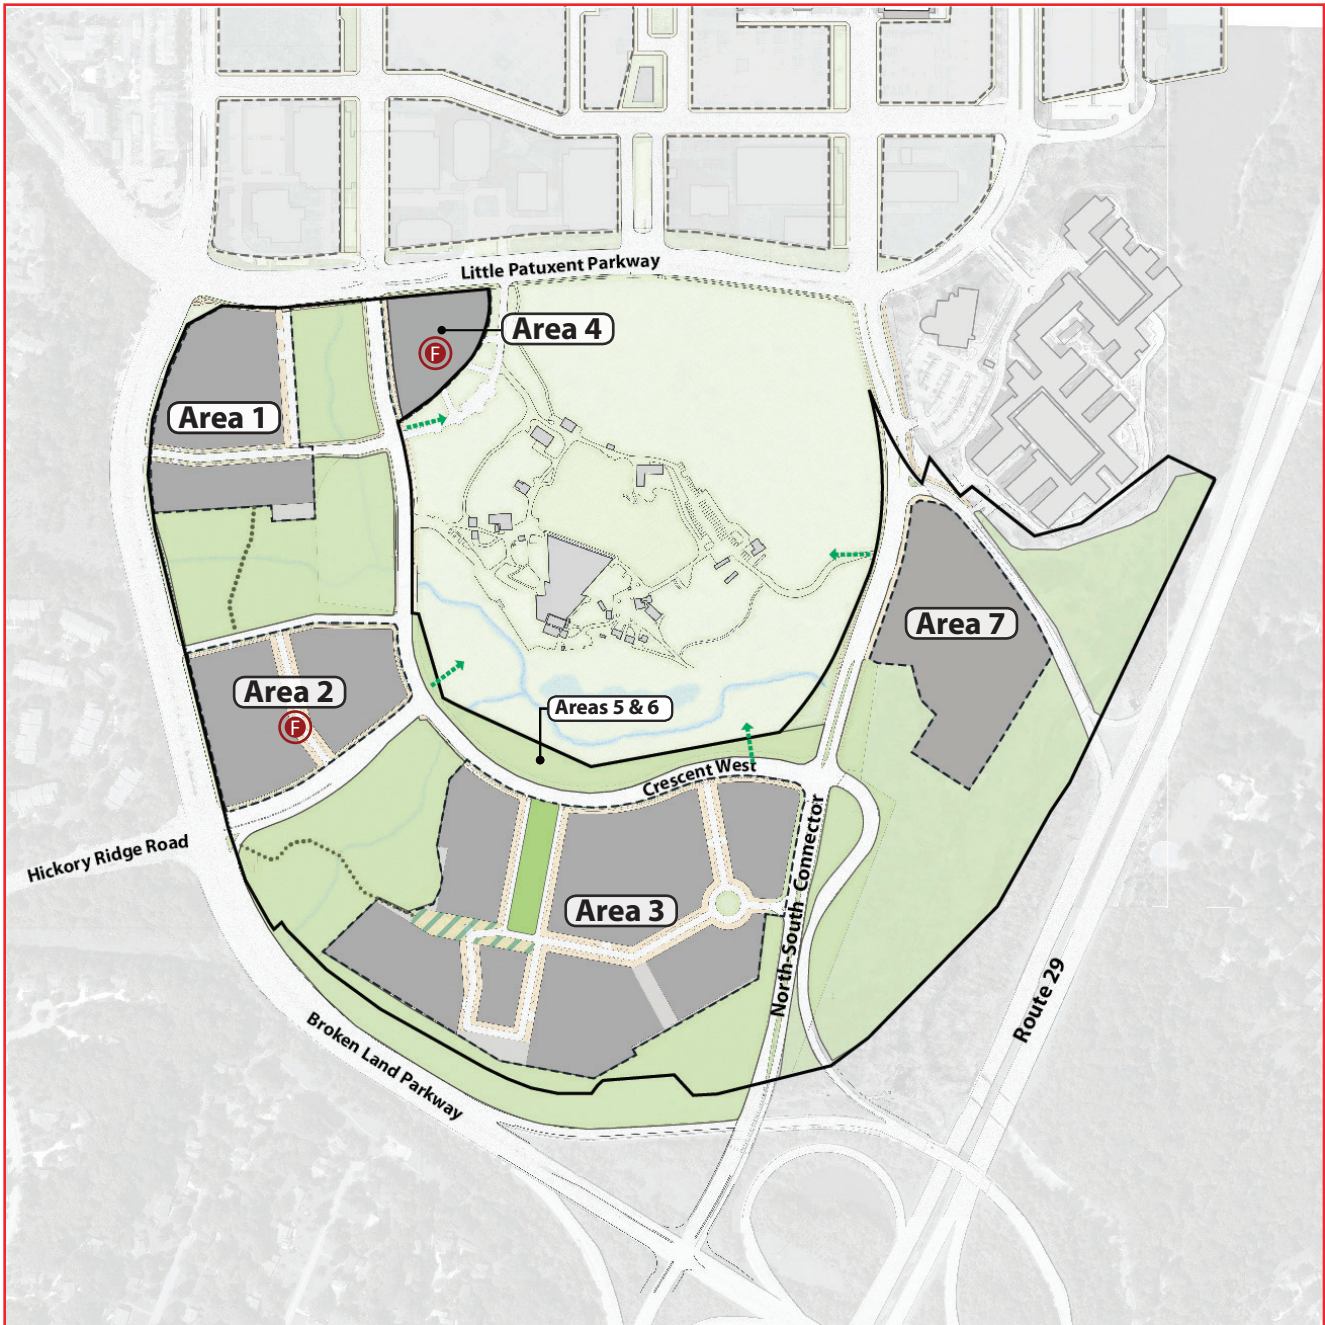 Little Patuxent Parkway
Area 4
F
Area 1
Area 7
Area 2
F
Areas 5 & 6
Crescent West
Hickory Ridge Road
North-South Connector
Area 3
Route 29
Broken Land Parkway